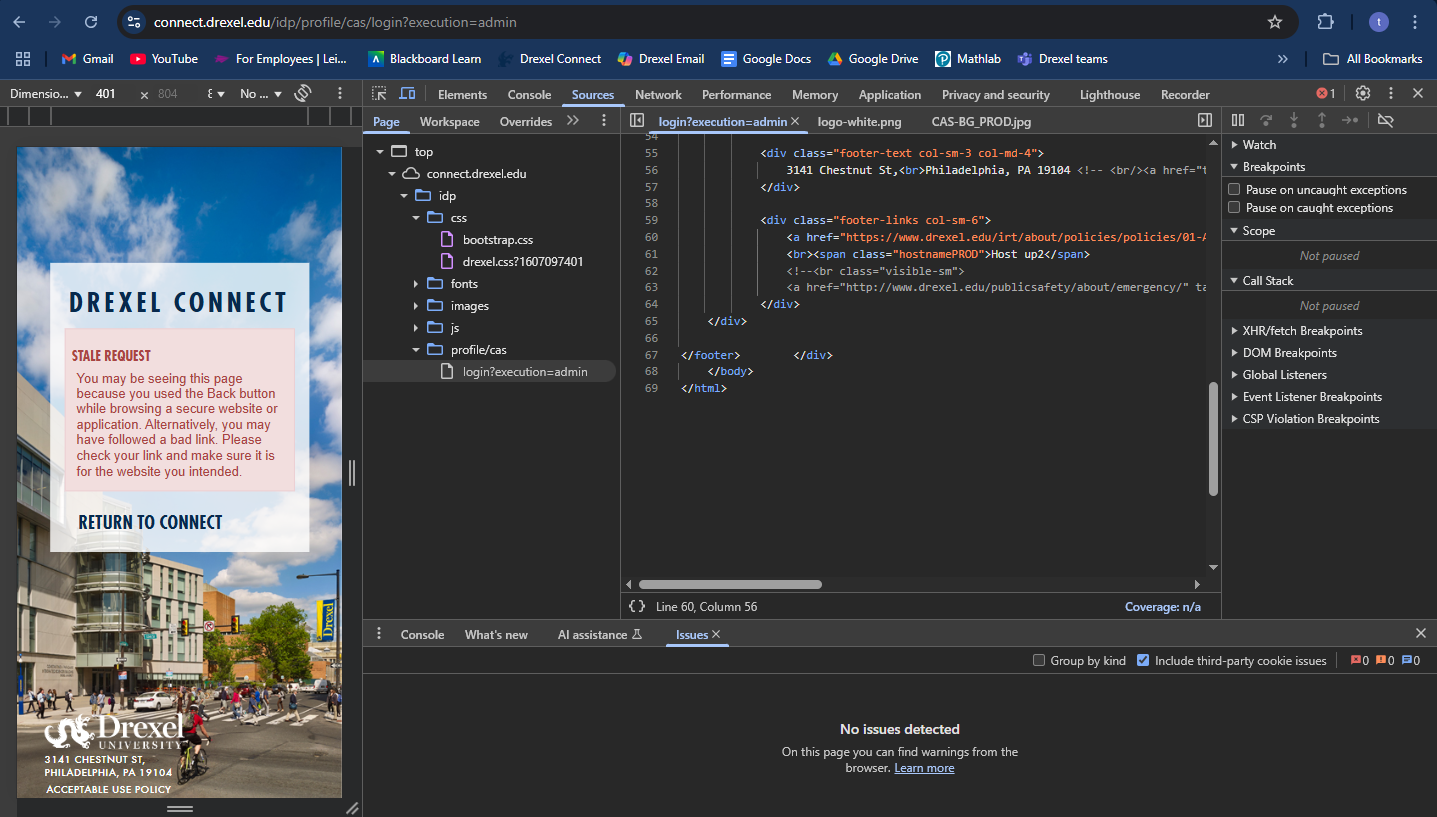 connect.drexel.edu/idp/profile/cas/login?execution=admin
t
Gmail
YouTube
For Employees | Lei...
Blackboard Learn
Drexel Connect
Drexel Email
Google Docs
Google Drive
Mathlab
Drexel teams
»
All Bookmarks
Dimensio... 401 × 804 8 No ...
Elements Console Sources Network Performance Memory Application Privacy and security Lighthouse Recorder 1
Page Workspace Overrides
login?execution=admin logo-white.png CAS-BG_PROD.jpg
top
connect.drexel.edu
idp
css
bootstrap.css
drexel.css?1607097401
fonts
images
js
profile/cas
login?execution=admin
54
55 <div class="footer-text col-sm-3 col-md-4">
56 3141 Chestnut St,<br>Philadelphia, PA 19104 <!-- <br/><a href="t
57 </div>
58
59 <div class="footer-links col-sm-6">
60 <a href="https://www.drexel.edu/irt/about/policies/policies/01-A
61 <br><span class="hostnamePROD">Host up2</span>
62 <!--<br class="visible-sm">
63 <a href="http://www.drexel.edu/publicsafety/about/emergency/" ta
64 </div>
65 </div>
66
67 </footer> </div>
68 </body>
69 </html>
{} Line 60, Column 56
Coverage: n/a
Watch
Breakpoints
Pause on uncaught exceptions
Pause on caught exceptions
Scope
Not paused
Call Stack
Not paused
XHR/fetch Breakpoints
DOM Breakpoints
Global Listeners
Event Listener Breakpoints
CSP Violation Breakpoints
DREXEL CONNECT
STALE REQUEST
You may be seeing this page
because you used the Back button
while browsing a secure website or
application. Alternatively, you may
have followed a bad link. Please
check your link and make sure it is
for the website you intended.
RETURN TO CONNECT
Drexel
Drexel
UNIVERSITY
3141 CHESTNUT ST,
PHILADELPHIA, PA 19104
ACCEPTABLE USE POLICY
Console What's new AI assistance Issues
Group by kind Include third-party cookie issues 0 0 0
No issues detected
On this page you can find warnings from the
browser. Learn more